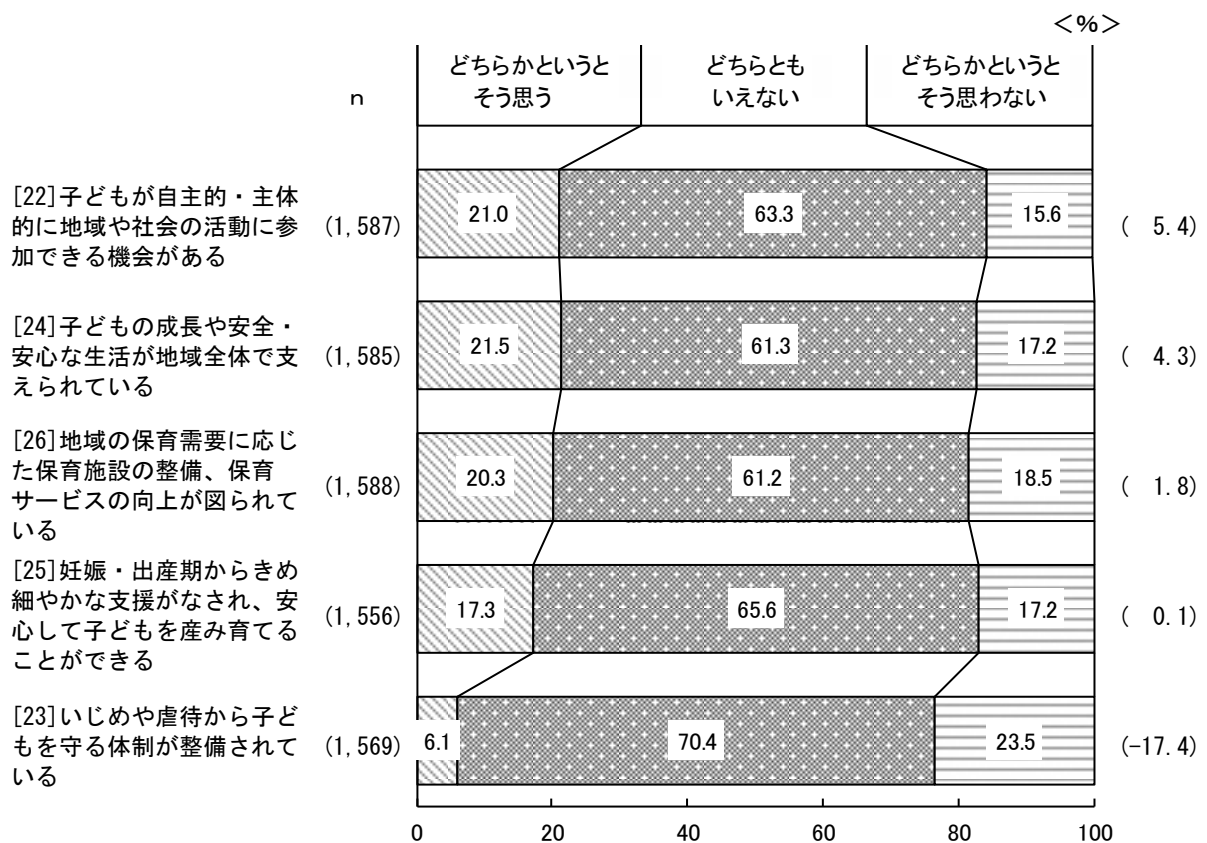 ＜%＞
どちらかというと
そう思う
どちらとも
いえない
どちらかというと
そう思わない
ｎ
[22]子どもが自主的・主体
的に地域や社会の活動に参
加できる機会がある
(1,587)
21.0
63.3
15.6
( 5.4)
[24]子どもの成長や安全・
安心な生活が地域全体で支
えられている
(1,585)
21.5
61.3
17.2
( 4.3)
[26]地域の保育需要に応じ
た保育施設の整備、保育
サービスの向上が図られて
いる
(1,588)
20.3
61.2
18.5
( 1.8)
[25]妊娠・出産期からきめ
細やかな支援がなされ、安
心して子どもを産み育てる
ことができる
(1,556)
17.3
65.6
17.2
( 0.1)
[23]いじめや虐待から子ど
もを守る体制が整備されて
いる
(1,569)
6.1
70.4
23.5
(-17.4)
0 20 40 60 80 100